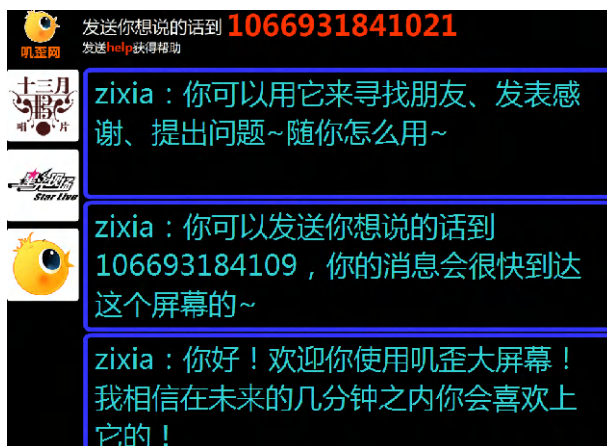 发送你想说的话到 1066931841021
发送help获得帮助
叽歪网
十三月
唱片
星光现场
Star Live
zixia：你可以用它来寻找朋友、发表感
谢、提出问题~随你怎么用~
zixia：你可以发送你想说的话到
106693184109，你的消息会很快到达
这个屏幕的~
zixia：你好！欢迎你使用叽歪大屏幕！
我相信在未来的几分钟之内你会喜欢上
它的！